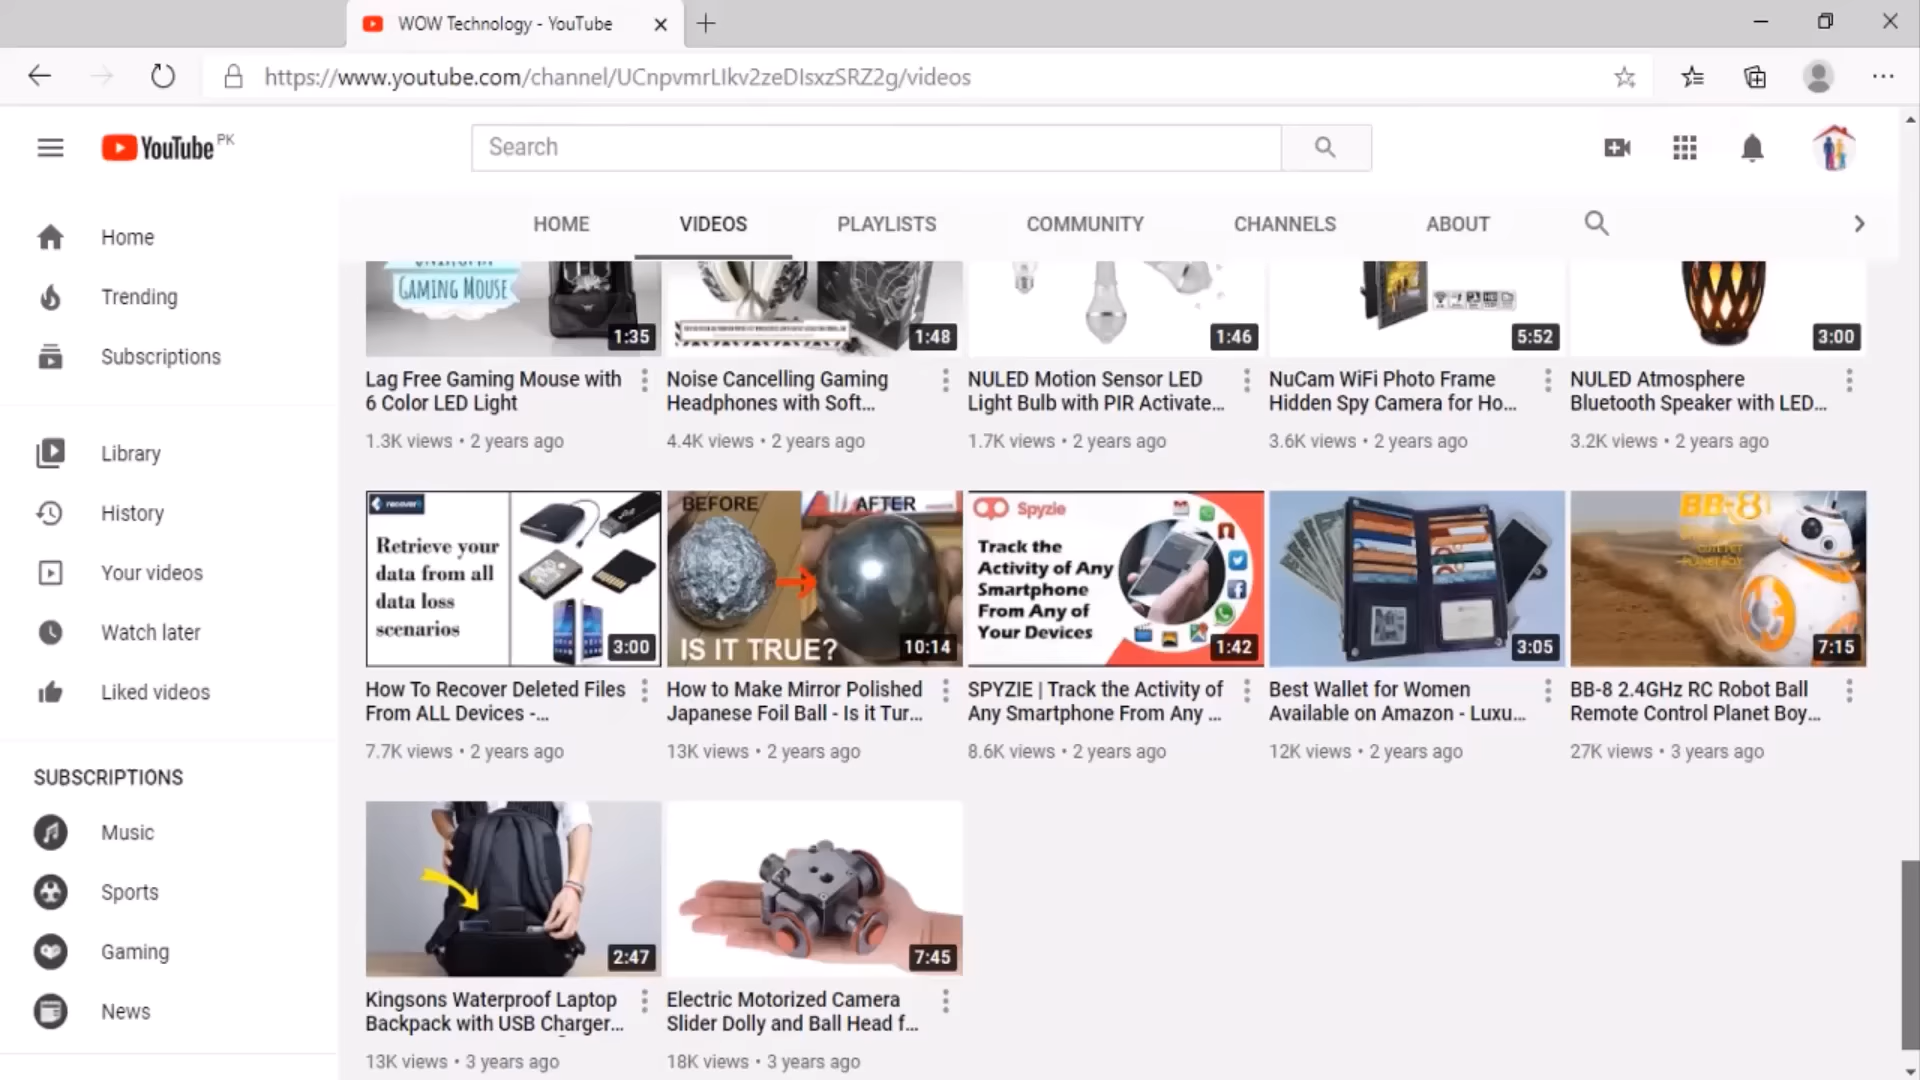 WOW Technology - YouTube
https://www.youtube.com/channel/UCnpvmrLIkv2zeDIsxzSRZ2g/videos
YouTube PK
Search
HOME VIDEOS PLAYLISTS COMMUNITY CHANNELS ABOUT
Home
Trending
Subscriptions
Library
History
Your videos
Watch later
Liked videos
SUBSCRIPTIONS
Music
Sports
Gaming
News
GAMING MOUSE
1:35
1:48
1:46
5:52
3:00
Lag Free Gaming Mouse with
6 Color LED Light
1.3K views • 2 years ago
Noise Cancelling Gaming
Headphones with Soft...
4.4K views • 2 years ago
NULED Motion Sensor LED
Light Bulb with PIR Activate...
1.7K views • 2 years ago
NuCam WiFi Photo Frame
Hidden Spy Camera for Ho...
3.6K views • 2 years ago
NULED Atmosphere
Bluetooth Speaker with LED...
3.2K views • 2 years ago
Retrieve your
data from all
data loss
scenarios
3:00
BEFORE AFTER
IS IT TRUE?
10:14
Spyzie
Track the
Activity of Any
Smartphone
From Any of
Your Devices
1:42
3:05
BB-8
7:15
How To Recover Deleted Files
From ALL Devices -...
7.7K views • 2 years ago
How to Make Mirror Polished
Japanese Foil Ball - Is it Tur...
13K views • 2 years ago
SPYZIE | Track the Activity of
Any Smartphone From Any ...
8.6K views • 2 years ago
Best Wallet for Women
Available on Amazon - Luxu...
12K views • 2 years ago
BB-8 2.4GHz RC Robot Ball
Remote Control Planet Boy...
27K views • 3 years ago
2:47
7:45
Kingsons Waterproof Laptop
Backpack with USB Charger...
13K views • 3 years ago
Electric Motorized Camera
Slider Dolly and Ball Head f...
18K views • 3 years ago